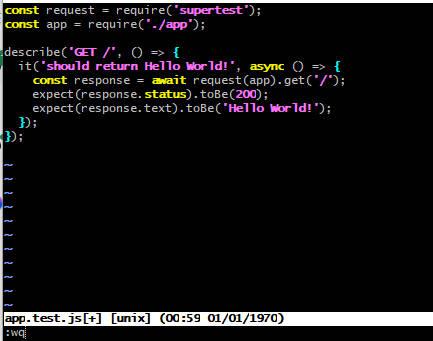 const request = require('supertest');
const app = require('./app');

describe('GET /', () => {
  it('should return Hello World!', async () => {
    const response = await request(app).get('/');
    expect(response.status).toBe(200);
    expect(response.text).toBe('Hello World!');
  });
});
~
~
~
~
~
~
~
~
~
~
~
app.test.js[+] [unix] (00:59 01/01/1970)
:wq